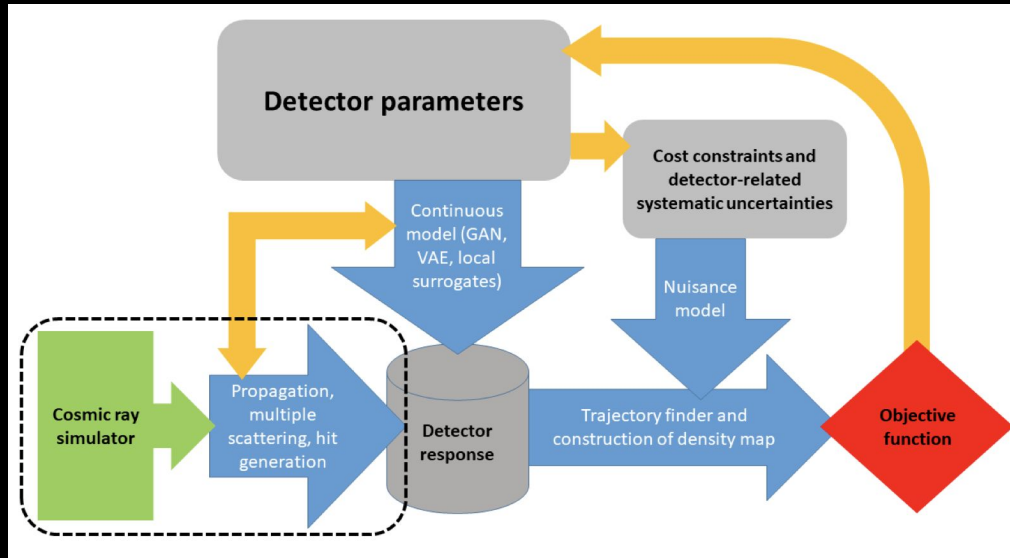 Detector parameters
Cost constraints and
detector-related
systematic uncertainties
Continuous
model (GAN,
VAE, local
surrogates)
Nuisance
model
Cosmic ray
simulator
Propagation,
multiple
scattering, hit
generation
Detector
response
Trajectory finder and
construction of density map
Objective
function